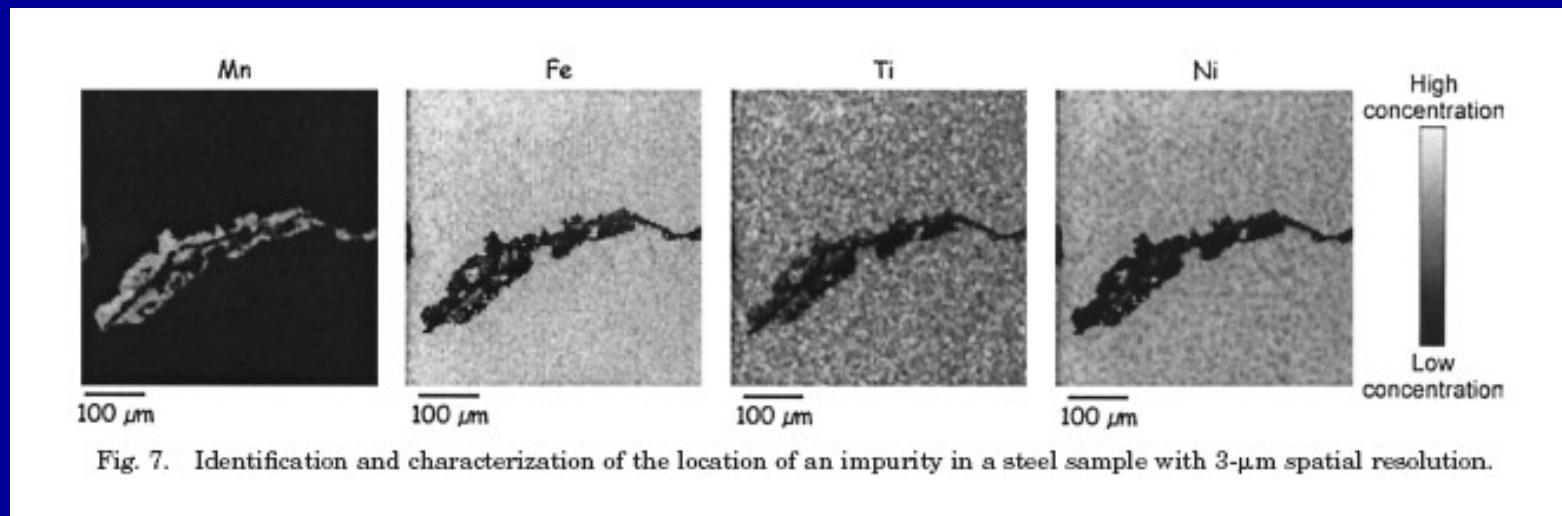 Mn Fe Ti Ni
High
concentration
Low
concentration
100 μm 100 μm 100 μm 100 μm
Fig. 7. Identification and characterization of the location of an impurity in a steel sample with 3-μm spatial resolution.